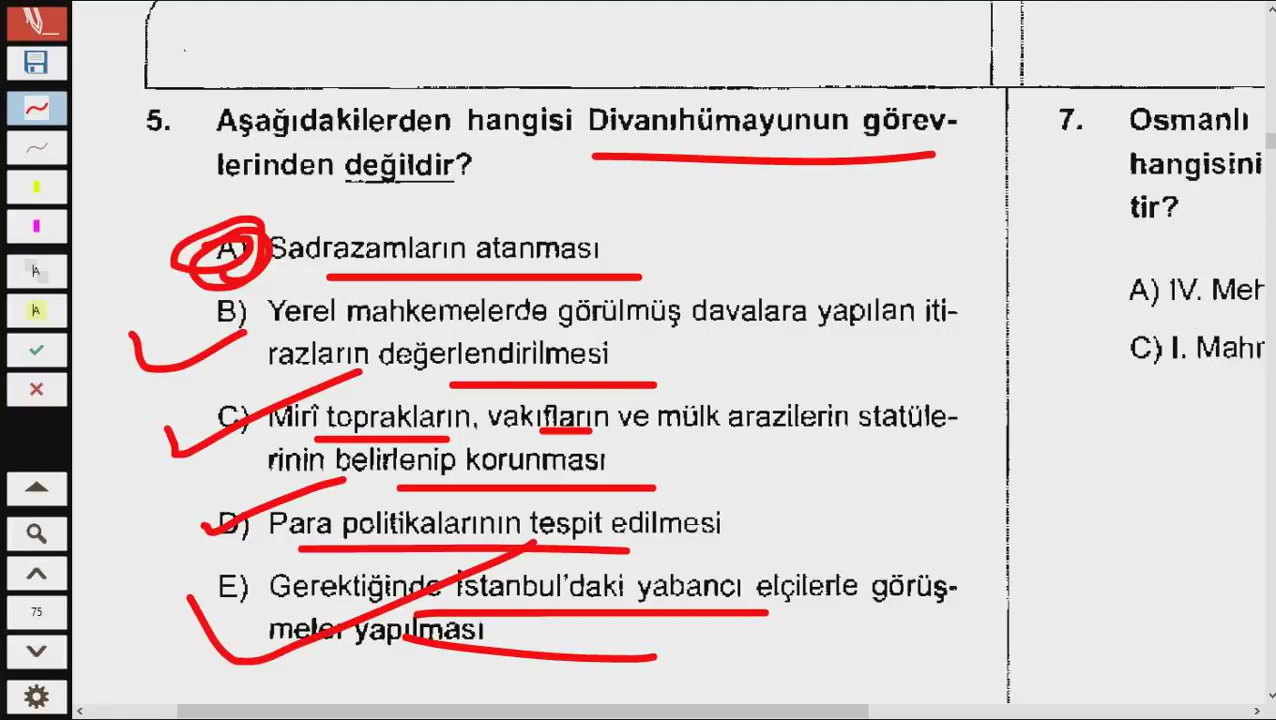 5. Aşağıdakilerden hangisi Divanıhümayunun görev-
lerinden değildir?
A) Sadrazamların atanması
B) Yerel mahkemelerde görülmüş davalara yapılan iti-
razların değerlendirilmesi
C) Mirî toprakların, vakıfların ve mülk arazilerin statüle-
rinin belirlenip korunması
D) Para politikalarının tespit edilmesi
E) Gerektiğinde İstanbul'daki yabancı elçilerle görüş-
meler yapılması
7. Osmanlı
hangisini
tir?
A) IV. Meh
C) I. Mahr
75